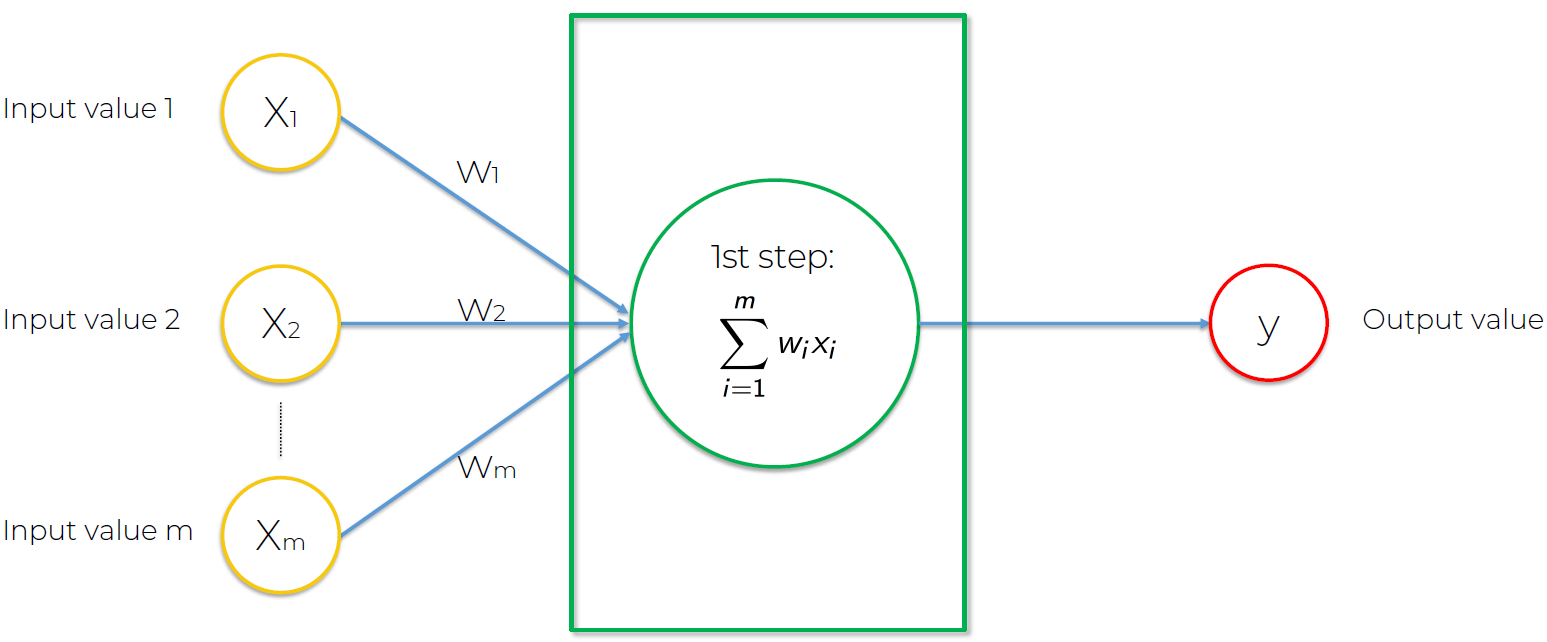 Input value 1
X₁
W₁
1st step:
m
∑ wᵢxᵢ
i=1
Input value 2
X₂
W₂
y
Output value
Wₘ
Input value m
Xₘ